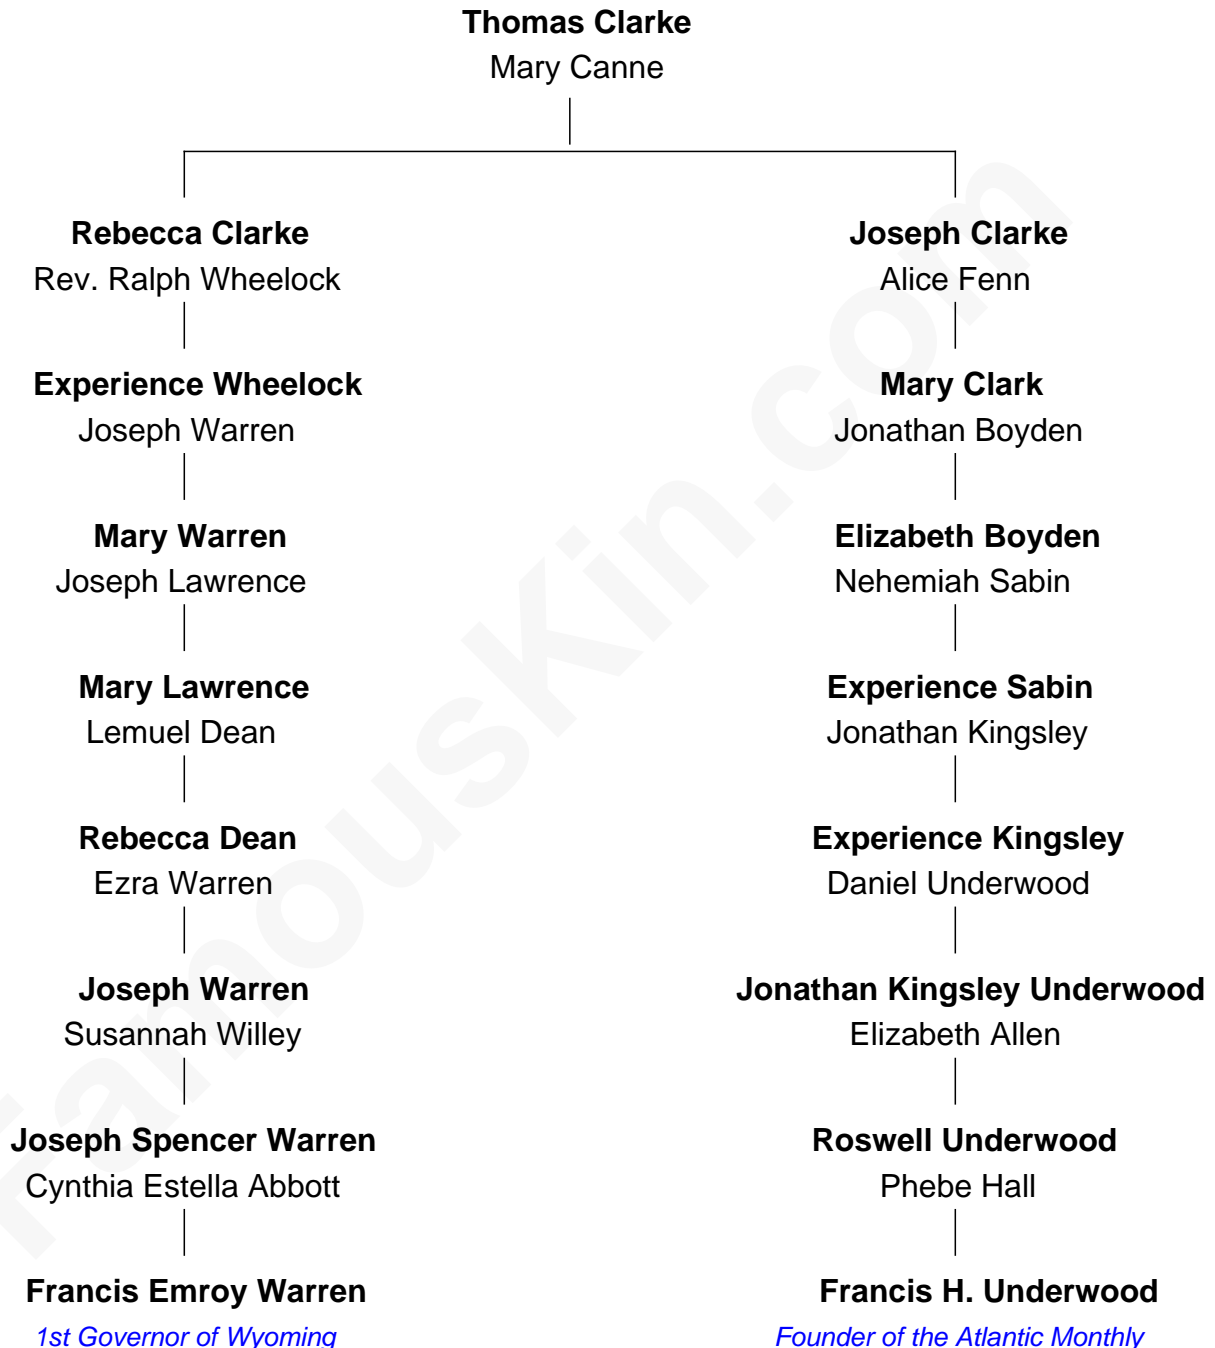 Thomas Clarke
Mary Canne
Rebecca Clarke
Rev. Ralph Wheelock
Experience Wheelock
Joseph Warren
Mary Warren
Joseph Lawrence
Mary Lawrence
Lemuel Dean
Rebecca Dean
Ezra Warren
Joseph Warren
Susannah Willey
Joseph Spencer Warren
Cynthia Estella Abbott
Francis Emroy Warren
1st Governor of Wyoming
Joseph Clarke
Alice Fenn
Mary Clark
Jonathan Boyden
Elizabeth Boyden
Nehemiah Sabin
Experience Sabin
Jonathan Kingsley
Experience Kingsley
Daniel Underwood
Jonathan Kingsley Underwood
Elizabeth Allen
Roswell Underwood
Phebe Hall
Francis H. Underwood
Founder of the Atlantic Monthly
FamousKin.com